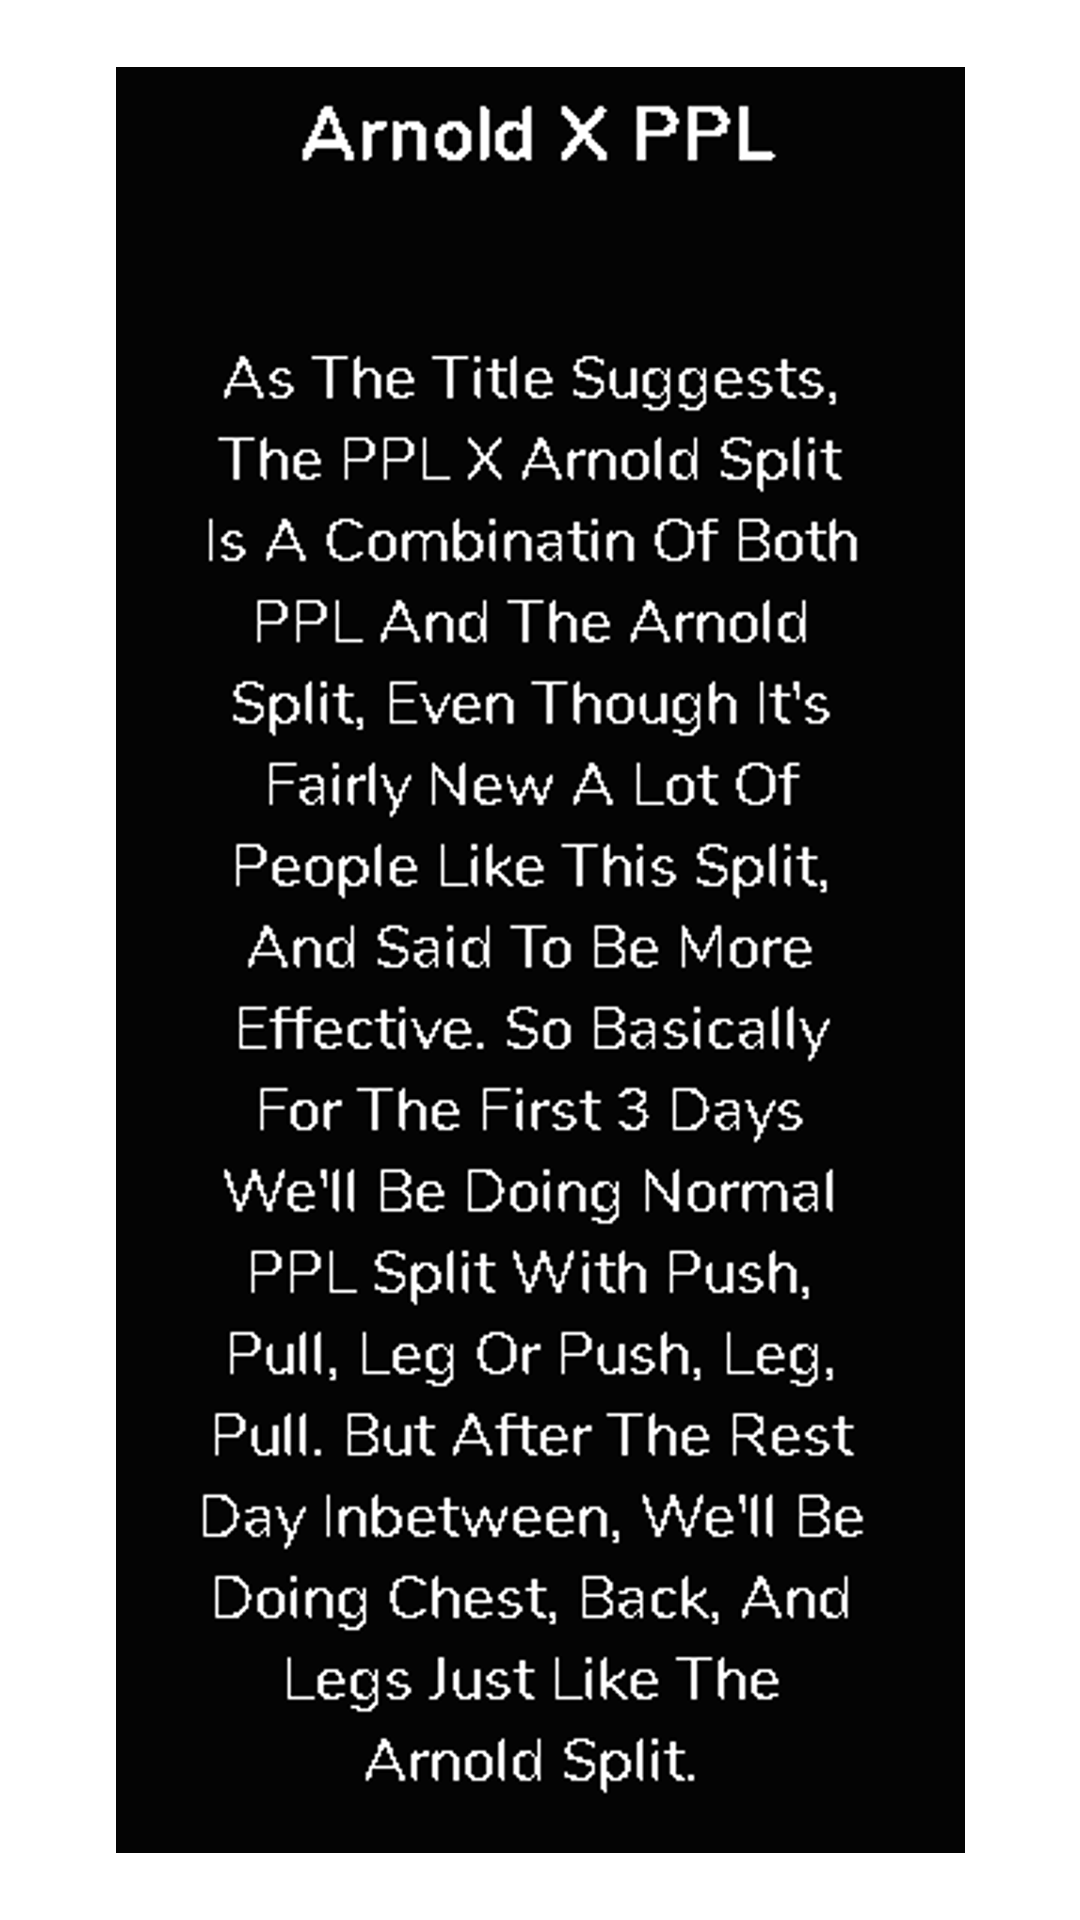 Arnold X PPL
As The Title Suggests,
The PPL X Arnold Split
Is A Combinatin Of Both
PPL And The Arnold
Split, Even Though It's
Fairly New A Lot Of
People Like This Split,
And Said To Be More
Effective. So Basically
For The First 3 Days
We'll Be Doing Normal
PPL Split With Push,
Pull, Leg Or Push, Leg,
Pull. But After The Rest
Day Inbetween, We'll Be
Doing Chest, Back, And
Legs Just Like The
Arnold Split.